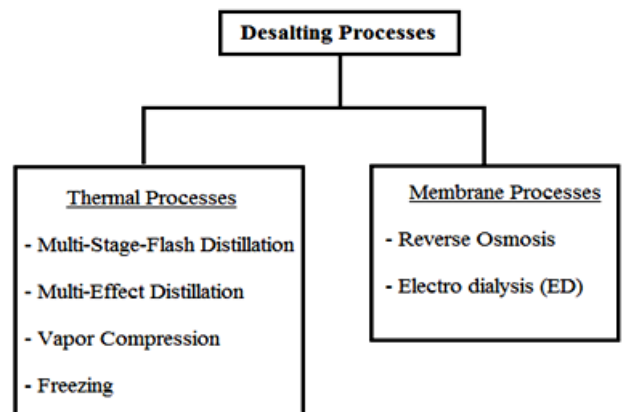 Desalting Processes
Thermal Processes
- Multi-Stage-Flash Distillation
- Multi-Effect Distillation
- Vapor Compression
- Freezing
Membrane Processes
- Reverse Osmosis
- Electro dialysis (ED)